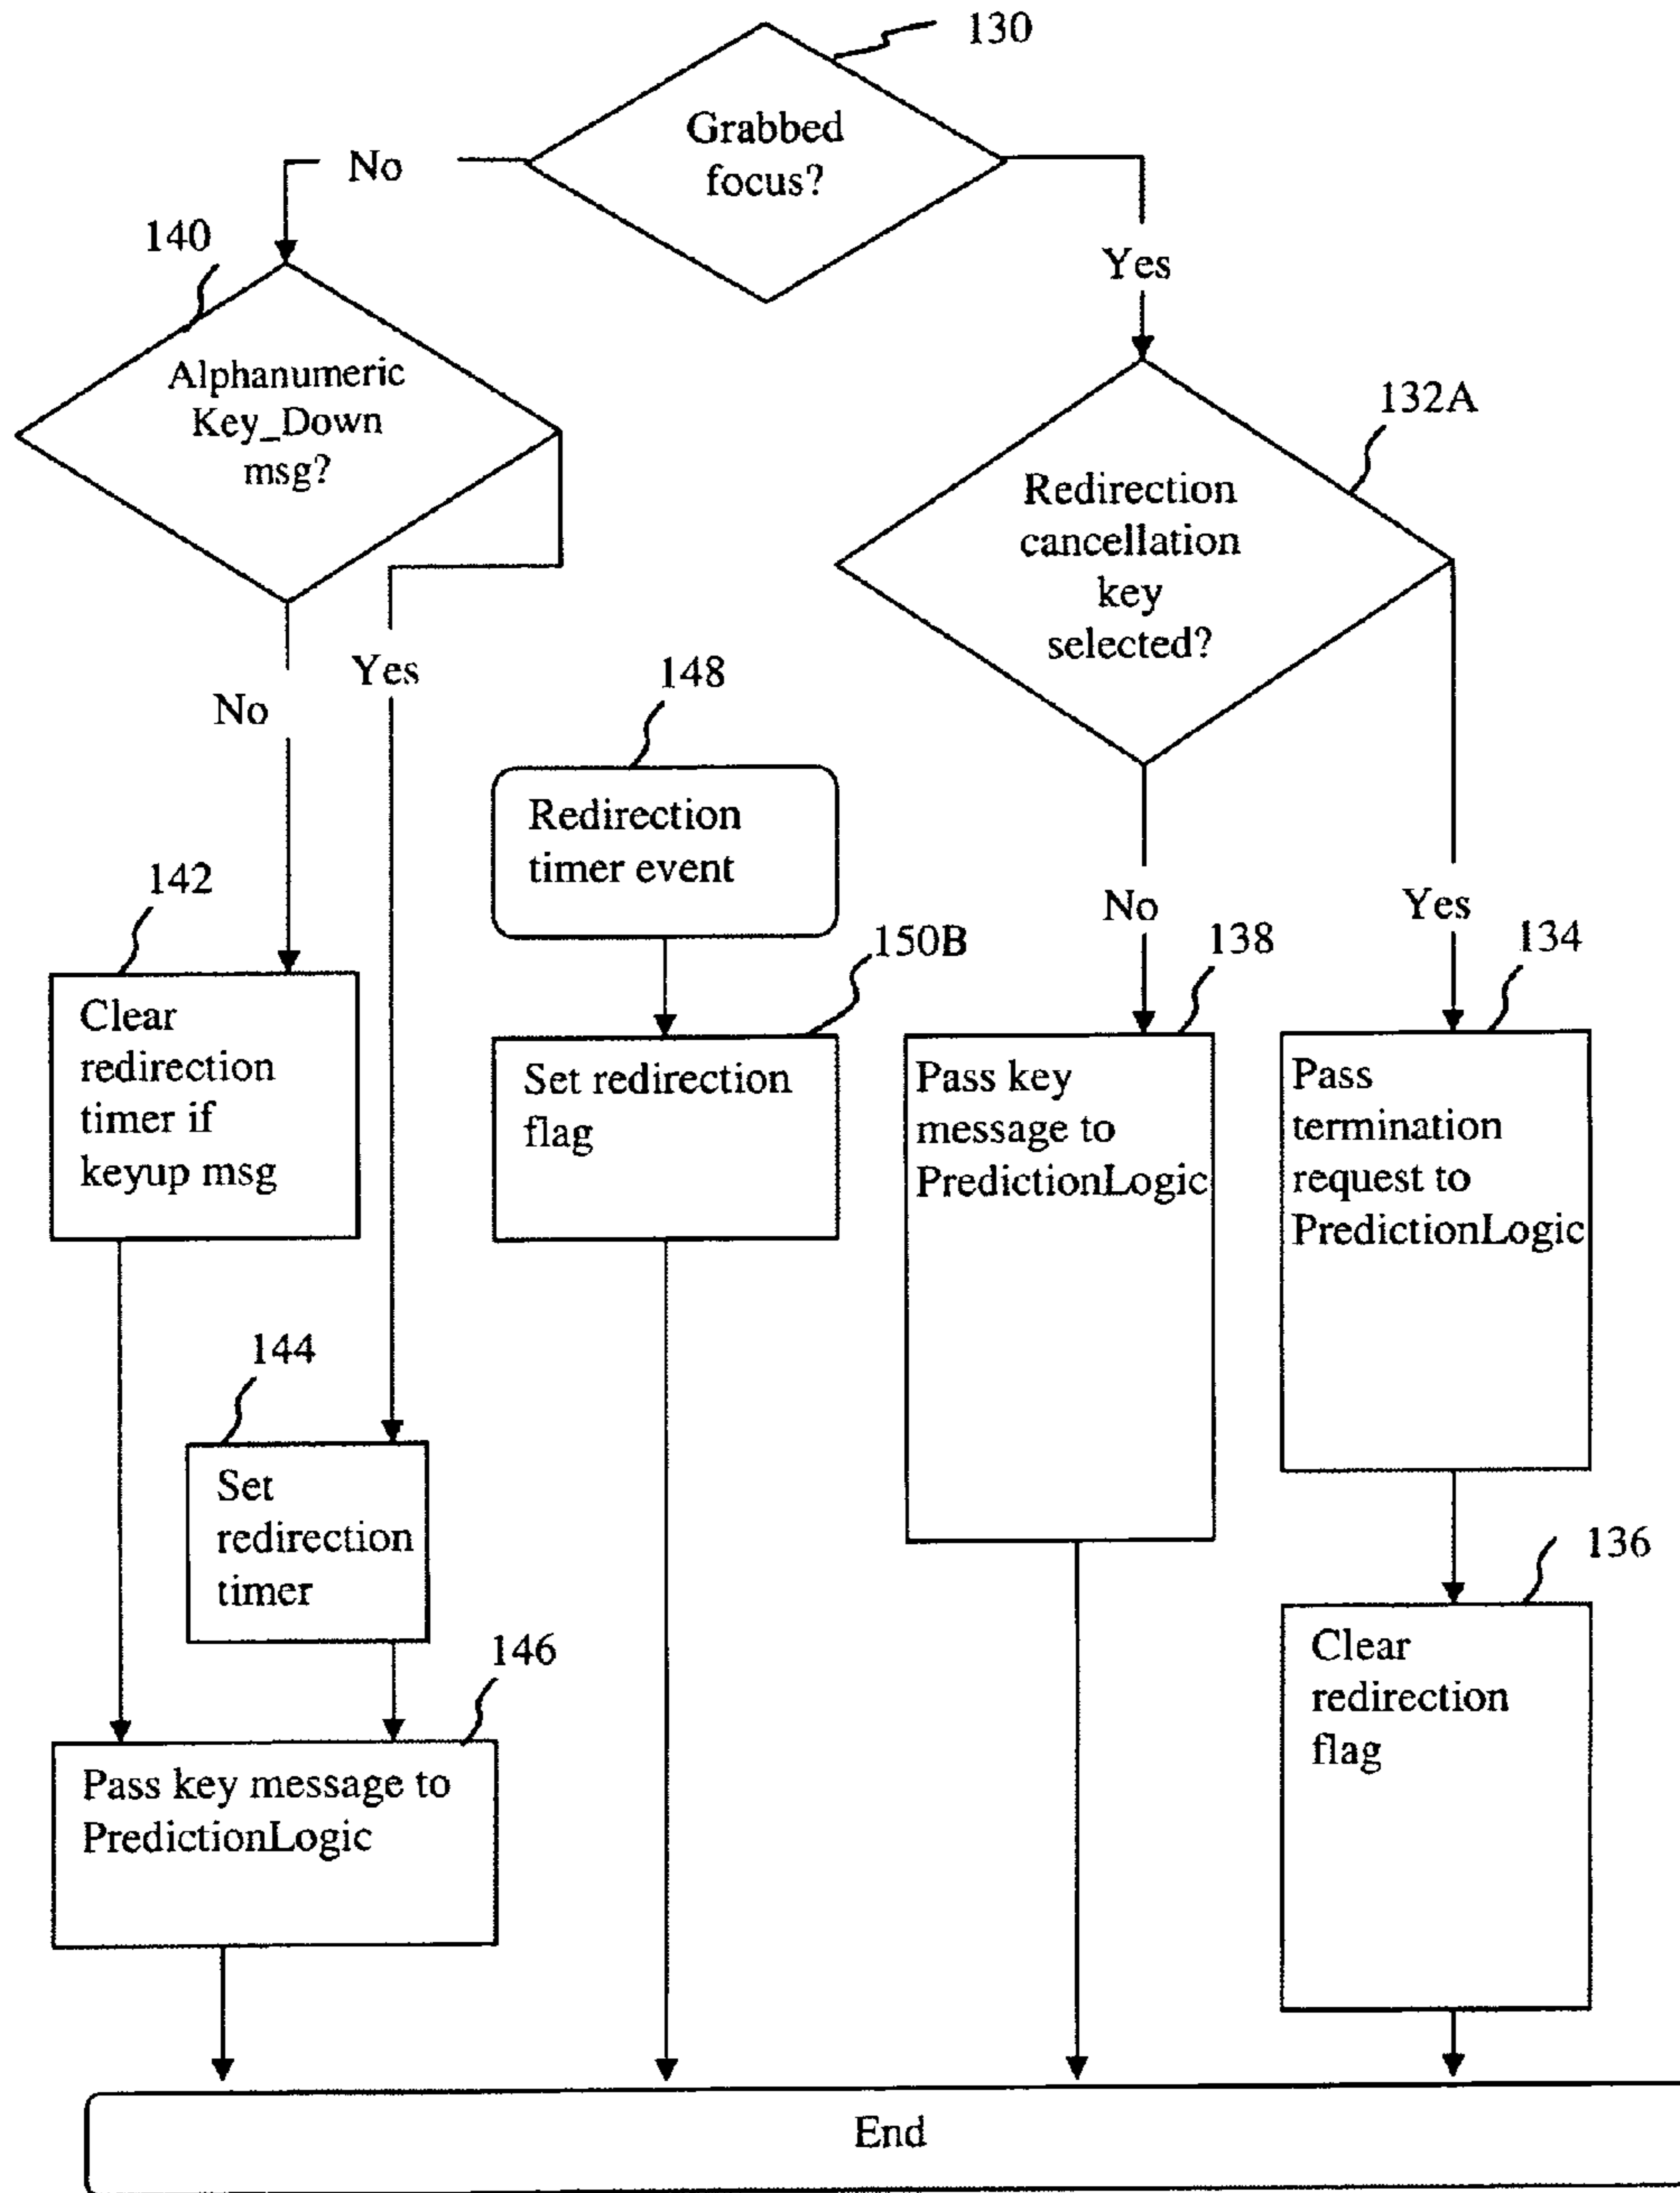 130
Grabbed
focus?
No
Yes
140
Alphanumeric
Key_Down
msg?
132A
Redirection
cancellation
key
selected?
Yes
No
148
Redirection
timer event
142
Clear
redirection
timer if
keyup msg
150B
Set redirection
flag
No
138
Pass key
message to
PredictionLogic
Yes
134
Pass
termination
request to
PredictionLogic
144
Set
redirection
timer
136
Clear
redirection
flag
146
Pass key message to
PredictionLogic
End